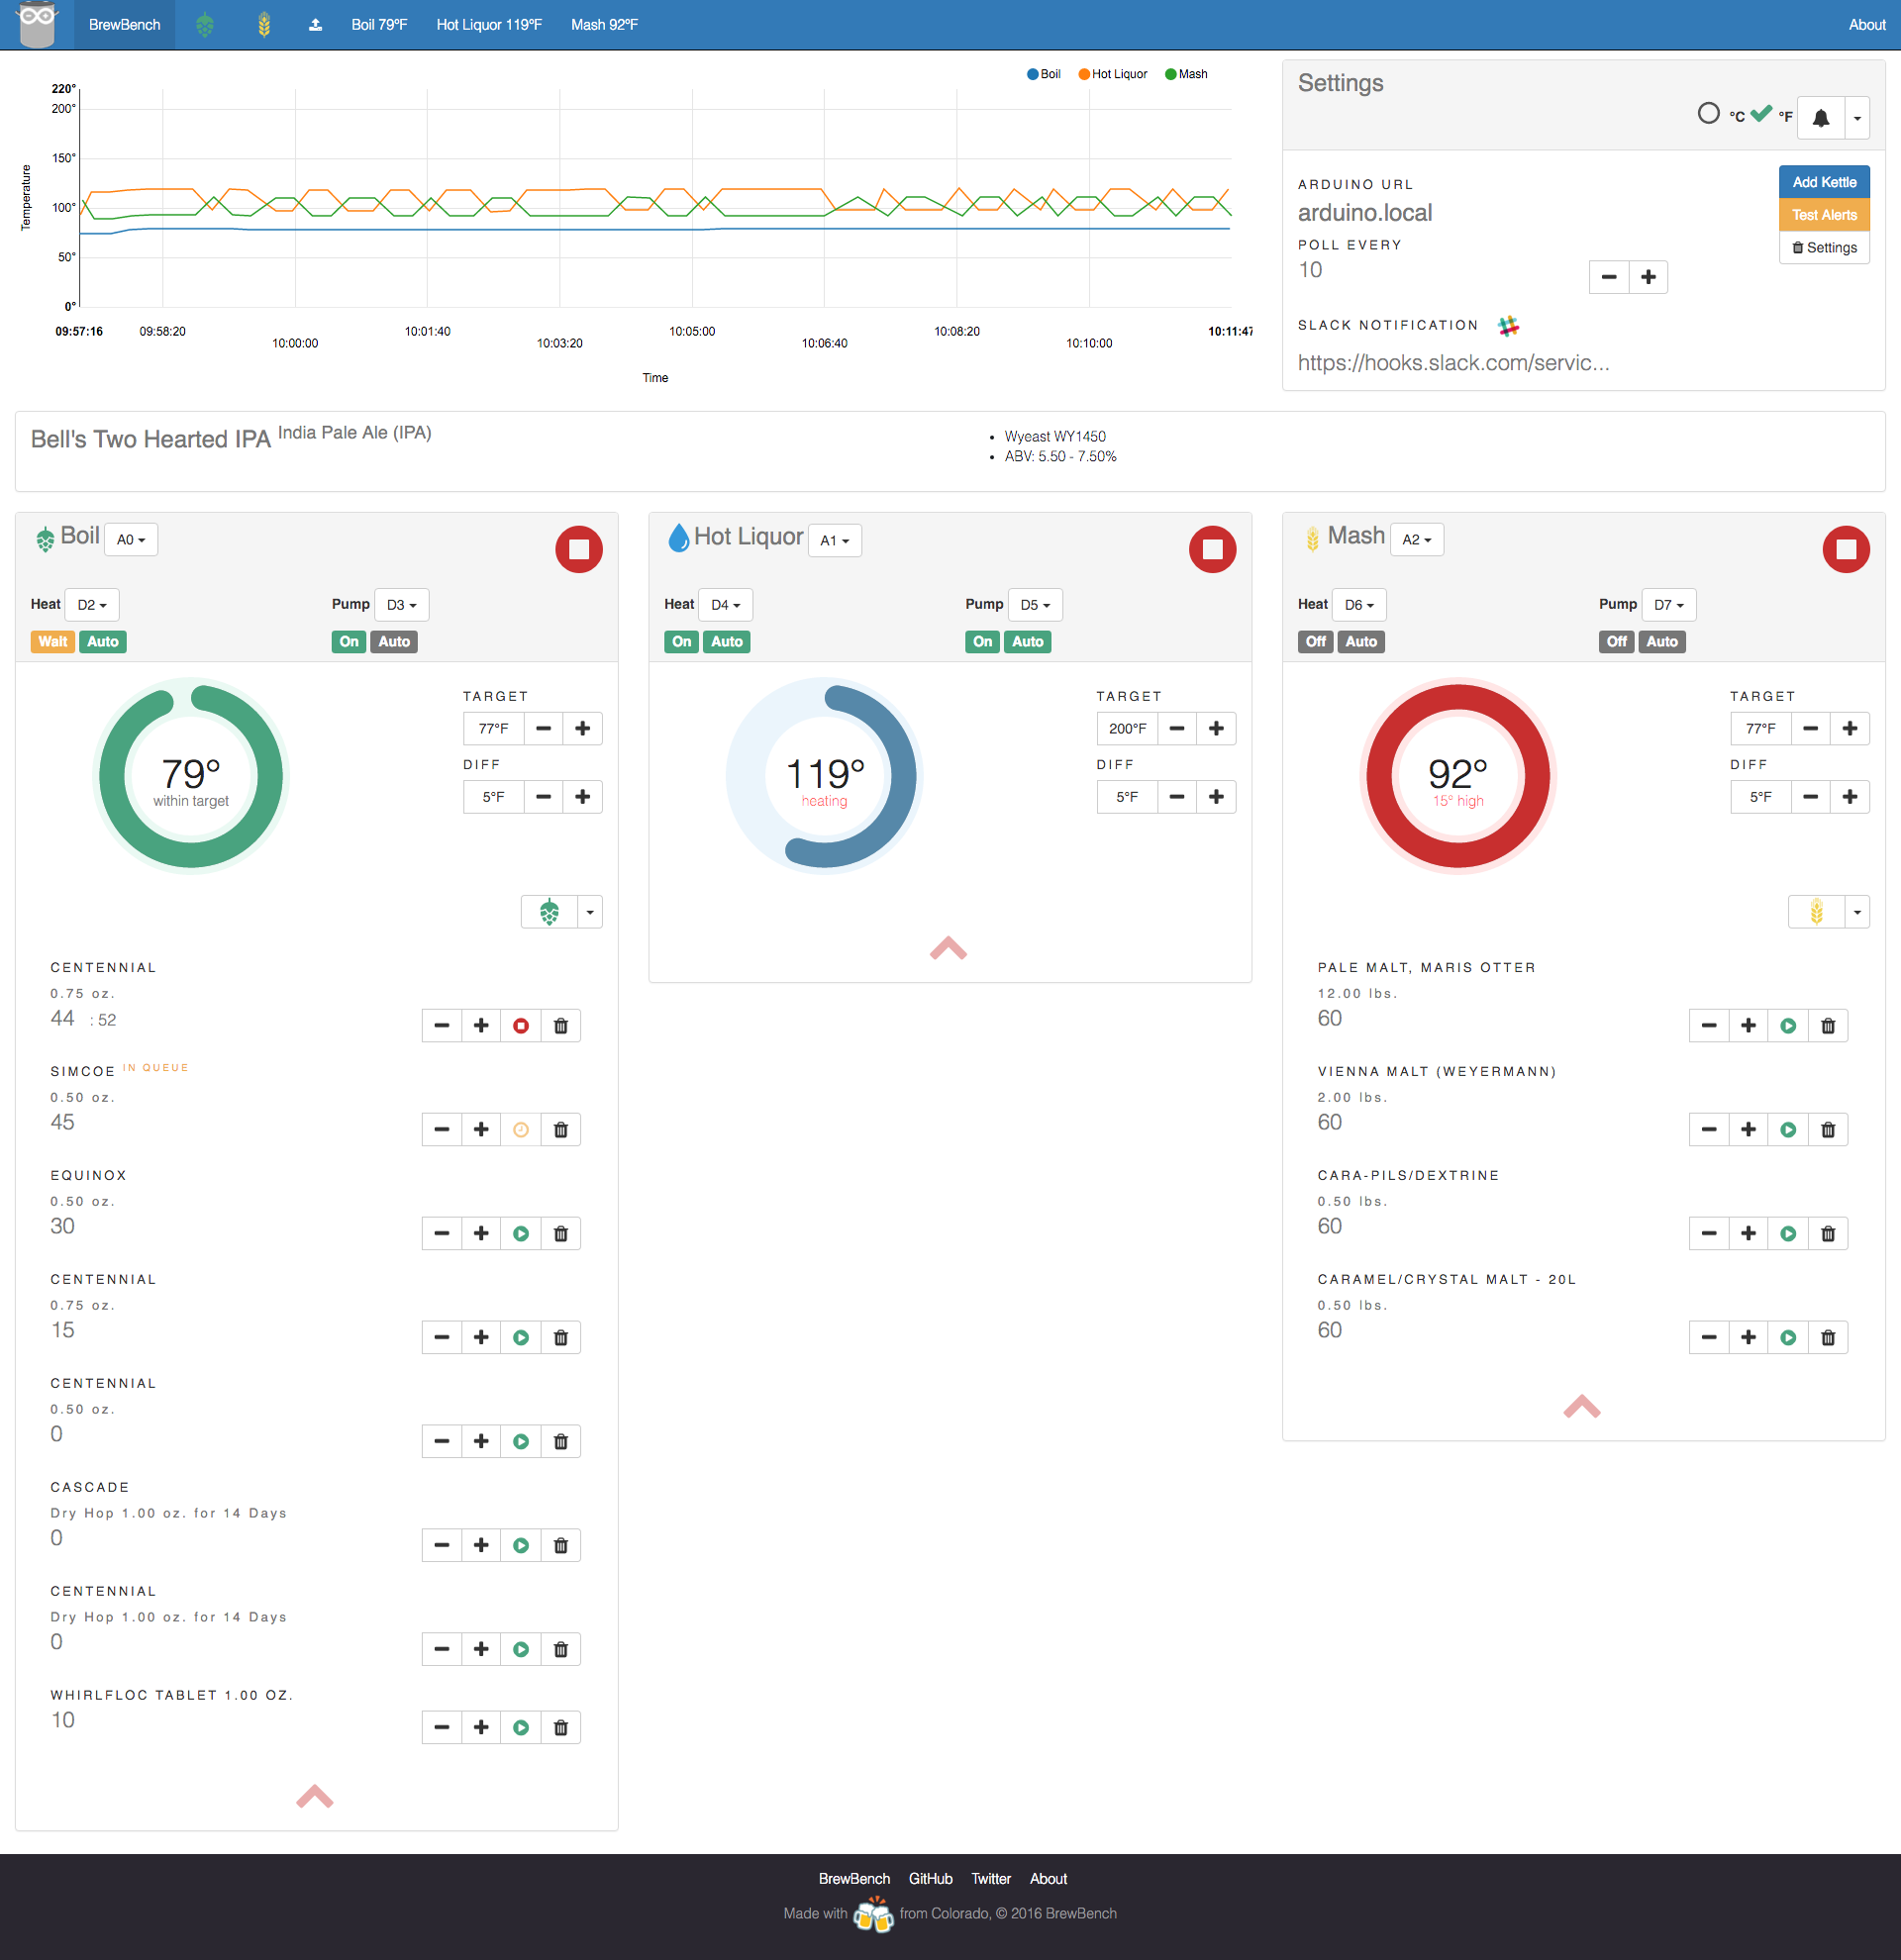 BrewBench Boil 79°F Hot Liquor 119°F Mash 92°F About
Boil Hot Liquor Mash
220°
200°
150°
100°
50°
0°
Temperature
09:57:16 09:58:20 10:00:00 10:01:40 10:03:20 10:05:00 10:06:40 10:08:20 10:10:00 10:11:47
Time
Settings
°C °F
ARDUINO URL
arduino.local
POLL EVERY
10
Add Kettle
Test Alerts
Settings
SLACK NOTIFICATION
https://hooks.slack.com/servic...
Bell's Two Hearted IPA India Pale Ale (IPA)
• Wyeast WY1450
• ABV: 5.50 - 7.50%
Boil A0
Heat D2 Pump D3
Wait Auto On Auto
79°
within target
TARGET
77°F
DIFF
5°F
CENTENNIAL
0.75 oz.
44 : 52
SIMCOE IN QUEUE
0.50 oz.
45
EQUINOX
0.50 oz.
30
CENTENNIAL
0.75 oz.
15
CENTENNIAL
0.50 oz.
0
CASCADE
Dry Hop 1.00 oz. for 14 Days
0
CENTENNIAL
Dry Hop 1.00 oz. for 14 Days
0
WHIRLFLOC TABLET 1.00 OZ.
10
Hot Liquor A1
Heat D4 Pump D5
On Auto On Auto
119°
heating
TARGET
200°F
DIFF
5°F
Mash A2
Heat D6 Pump D7
Off Auto Off Auto
92°
15° high
TARGET
77°F
DIFF
5°F
PALE MALT, MARIS OTTER
12.00 lbs.
60
VIENNA MALT (WEYERMANN)
2.00 lbs.
60
CARA-PILS/DEXTRINE
0.50 lbs.
60
CARAMEL/CRYSTAL MALT - 20L
0.50 lbs.
60
BrewBench GitHub Twitter About
Made with from Colorado, © 2016 BrewBench